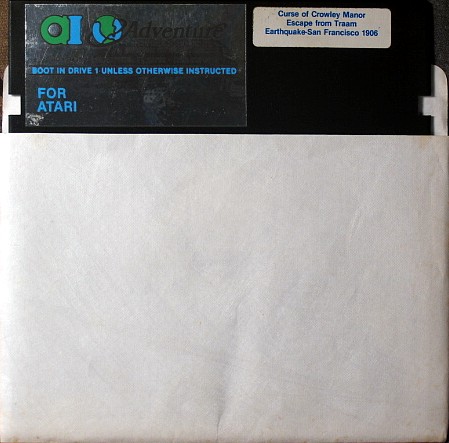 AI Adventure
BOOT IN DRIVE 1 UNLESS OTHERWISE INSTRUCTED
FOR
ATARI
Curse of Crowley Manor
Escape from Traam
Earthquake-San Francisco 1906